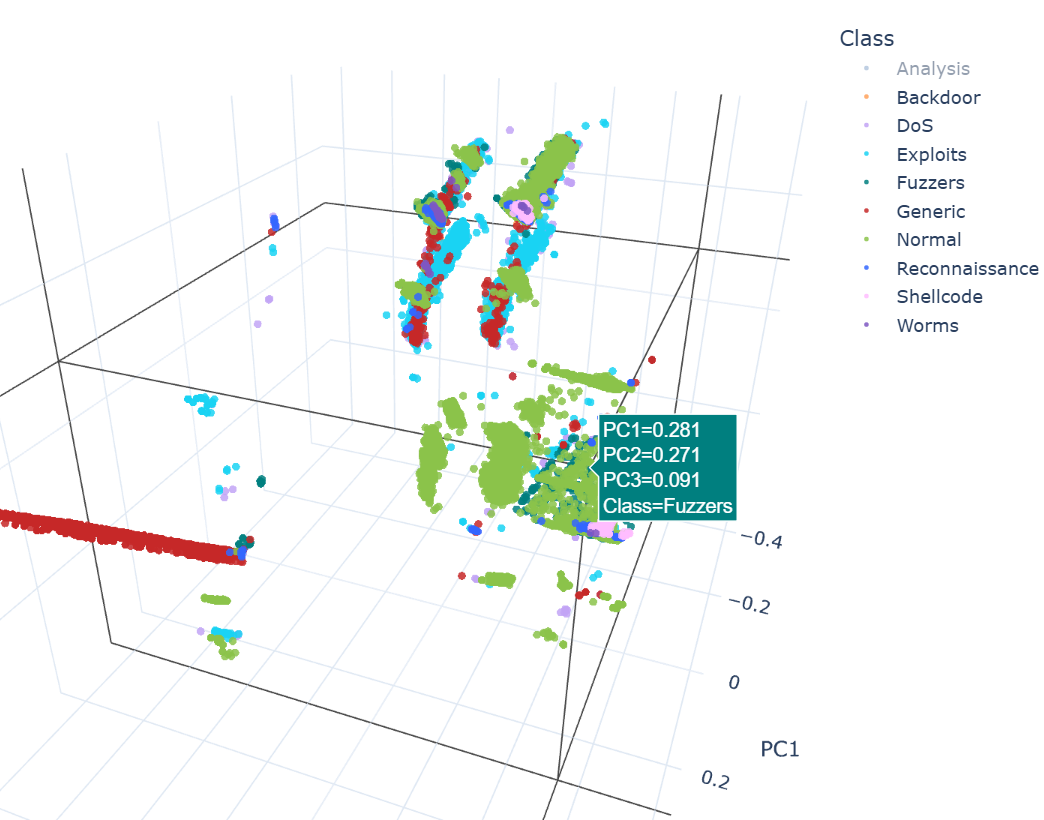 Class
Analysis
Backdoor
DoS
Exploits
Fuzzers
Generic
Normal
Reconnaissance
Shellcode
Worms
PC1=0.281
PC2=0.271
PC3=0.091
Class=Fuzzers
−0.4
−0.2
0
PC1
0.2